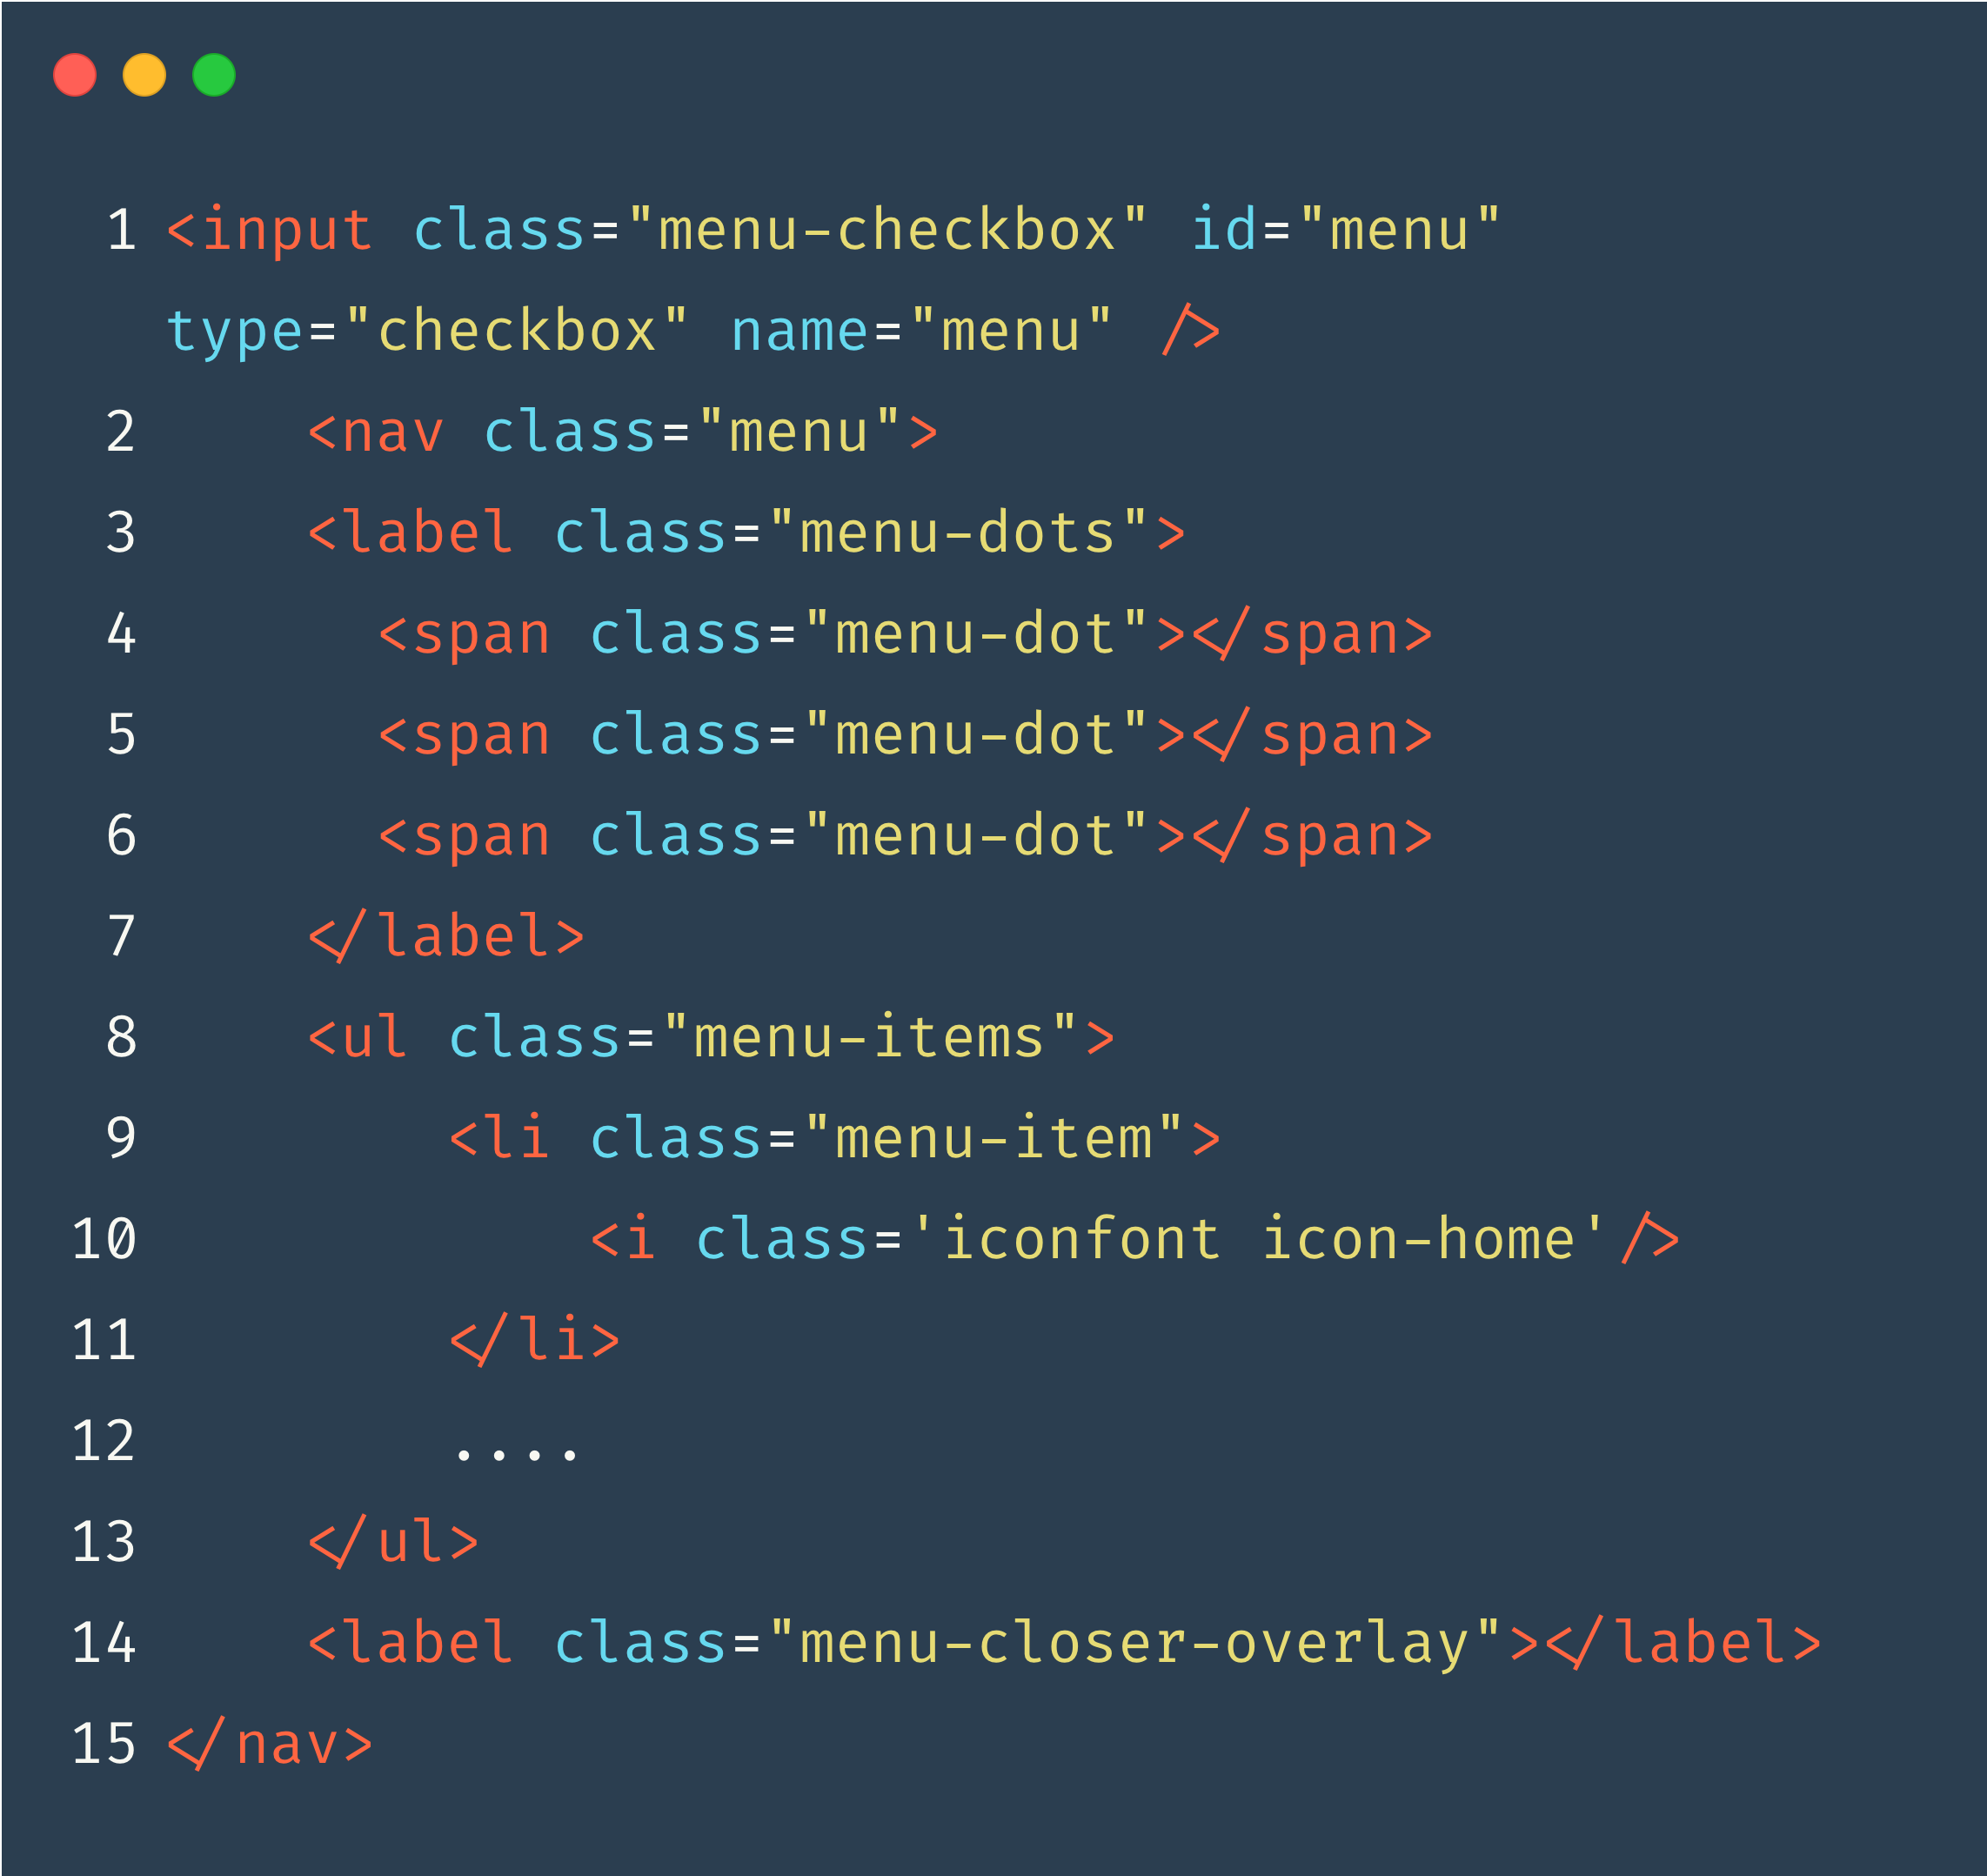 1 <input class="menu-checkbox" id="menu"
type="checkbox" name="menu" />
2     <nav class="menu">
3     <label class="menu-dots">
4       <span class="menu-dot"></span>
5       <span class="menu-dot"></span>
6       <span class="menu-dot"></span>
7     </label>
8     <ul class="menu-items">
9         <li class="menu-item">
10             <i class='iconfont icon-home'/>
11         </li>
12         ....
13     </ul>
14     <label class="menu-closer-overlay"></label>
15 </nav>